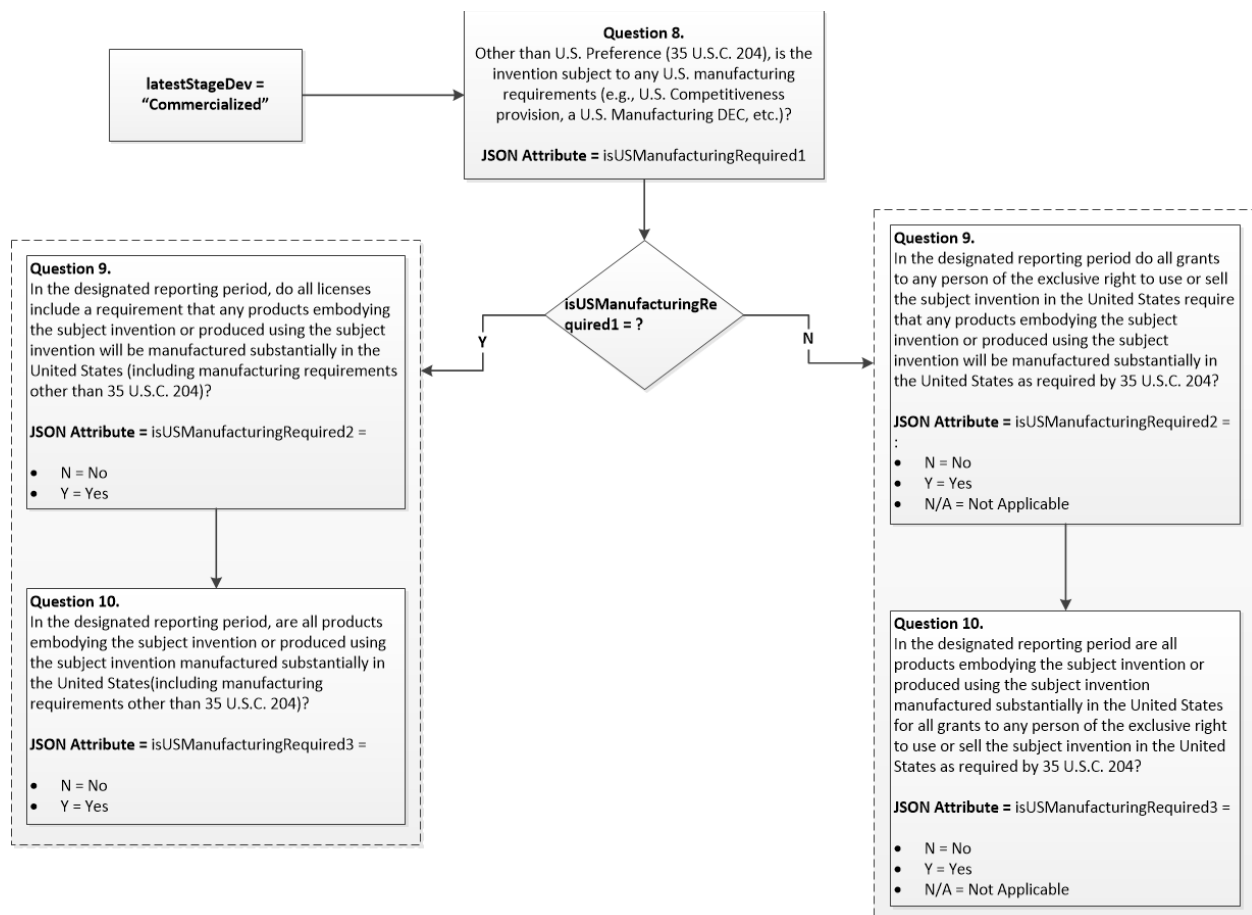 latestStageDev =
“Commercialized”
Question 8.
Other than U.S. Preference (35 U.S.C. 204), is the
invention subject to any U.S. manufacturing
requirements (e.g., U.S. Competitiveness
provision, a U.S. Manufacturing DEC, etc.)?
JSON Attribute = isUSManufacturingRequired1
isUSManufacturingRe
quired1 = ?
Y
N
Question 9.
In the designated reporting period, do all licenses
include a requirement that any products embodying
the subject invention or produced using the subject
invention will be manufactured substantially in the
United States (including manufacturing requirements
other than 35 U.S.C. 204)?
JSON Attribute = isUSManufacturingRequired2 =
• N = No
• Y = Yes
Question 10.
In the designated reporting period, are all products
embodying the subject invention or produced using
the subject invention manufactured substantially in
the United States(including manufacturing
requirements other than 35 U.S.C. 204)?
JSON Attribute = isUSManufacturingRequired3 =
• N = No
• Y = Yes
Question 9.
In the designated reporting period do all grants
to any person of the exclusive right to use or sell
the subject invention in the United States require
that any products embodying the subject
invention or produced using the subject
invention will be manufactured substantially in
the United States as required by 35 U.S.C. 204?
JSON Attribute = isUSManufacturingRequired2 =
:
• N = No
• Y = Yes
• N/A = Not Applicable
Question 10.
In the designated reporting period are all
products embodying the subject invention or
produced using the subject invention
manufactured substantially in the United States
for all grants to any person of the exclusive right
to use or sell the subject invention in the United
States as required by 35 U.S.C. 204?
JSON Attribute = isUSManufacturingRequired3 =
• N = No
• Y = Yes
• N/A = Not Applicable